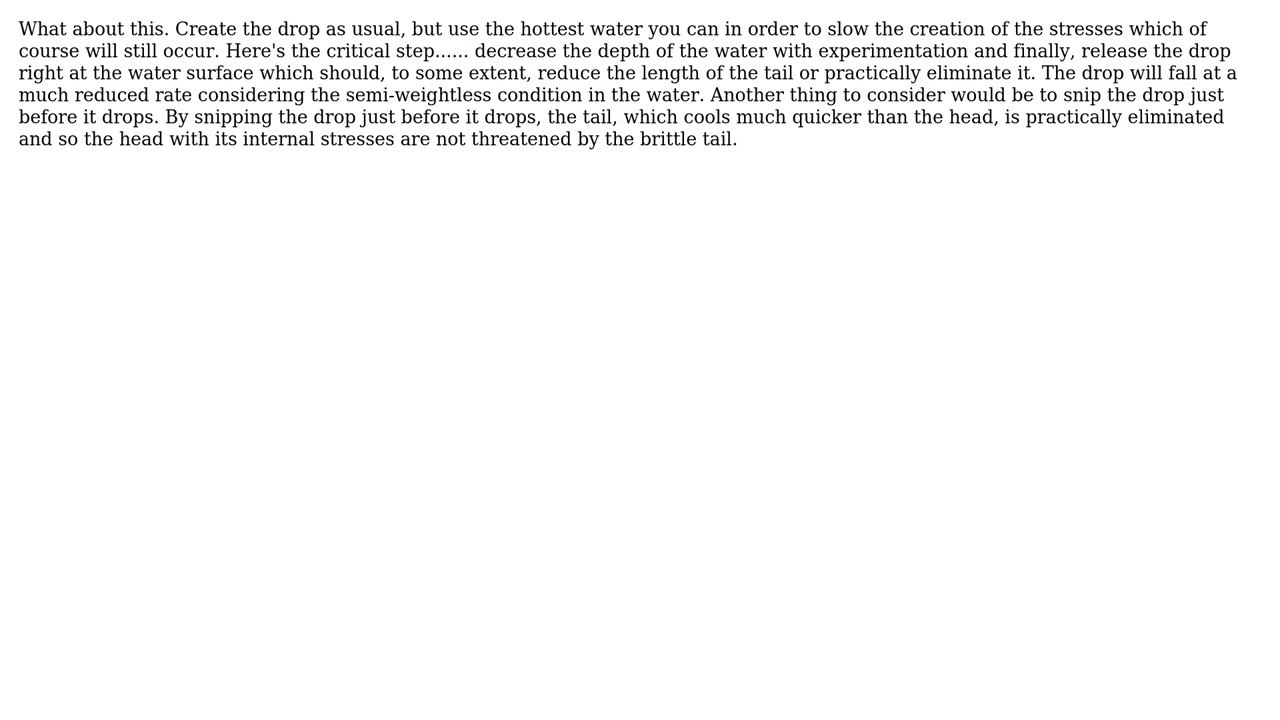 What about this. Create the drop as usual, but use the hottest water you can in order to slow the creation of the stresses which of
course will still occur. Here's the critical step...... decrease the depth of the water with experimentation and finally, release the drop
right at the water surface which should, to some extent, reduce the length of the tail or practically eliminate it. The drop will fall at a
much reduced rate considering the semi-weightless condition in the water. Another thing to consider would be to snip the drop just
before it drops. By snipping the drop just before it drops, the tail, which cools much quicker than the head, is practically eliminated
and so the head with its internal stresses are not threatened by the brittle tail.